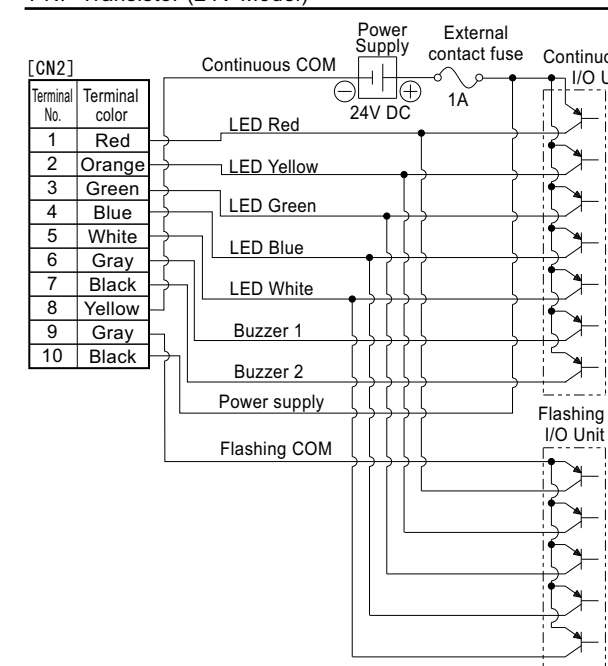 Transistor (24V Model)
Power
Supply
External
contact fuse
[CN2]
Continuous COM
I/O
24V DC
1A
Terminal No. Terminal color
1 Red
2 Orange
3 Green
4 Blue
5 White
6 Gray
7 Black
8 Yellow
9 Gray
10 Black
LED Red
LED Yellow
LED Green
LED Blue
LED White
Buzzer 1
Buzzer 2
Power supply
Flashing COM
Flashing
I/O Unit